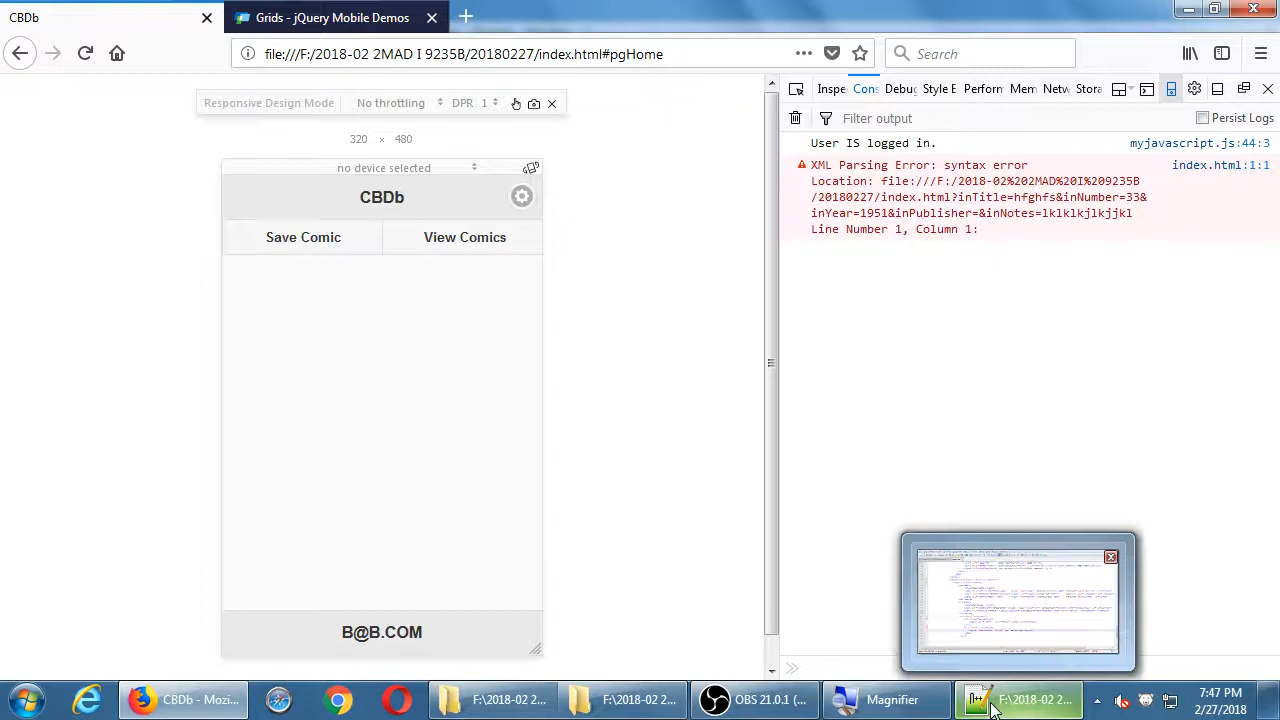 CBDb
Grids - jQuery Mobile Demos
file:///F:/2018-02 2MAD I 9235B/20180227/index.html#pgHome
Search
Responsive Design Mode
No throttling
DPR 1
320 × 480
no device selected
CBDb
Save Comic
View Comics
B@B.COM
Inspe
Cons
Debug
Style E
Perform
Mem
Netw
Stora
Filter output
Persist Logs
User IS logged in.
myjavascript.js:44:3
XML Parsing Error: syntax error
index.html:1:1
Location: file:///F:/2018-02%202MAD%20I%209235B
/20180227/index.html?inTitle=hfghfs&inNumber=33&
inYear=1951&inPublisher=&inNotes=lklklkjlkjjkl
Line Number 1, Column 1:
CBDb - Mozi...
F:\2018-02 2...
F:\2018-02 2...
OBS 21.0.1 (...
Magnifier
F:\2018-02 2...
7:47 PM
2/27/2018